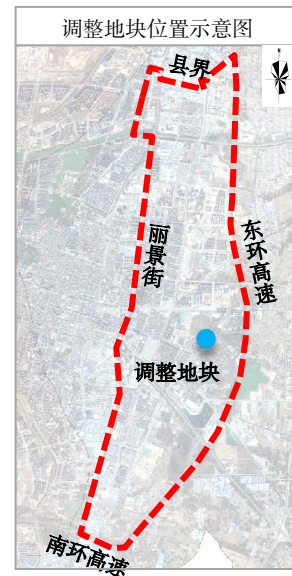 调整地块位置示意图
县界
丽景街
东环高速
调整地块
南环高速